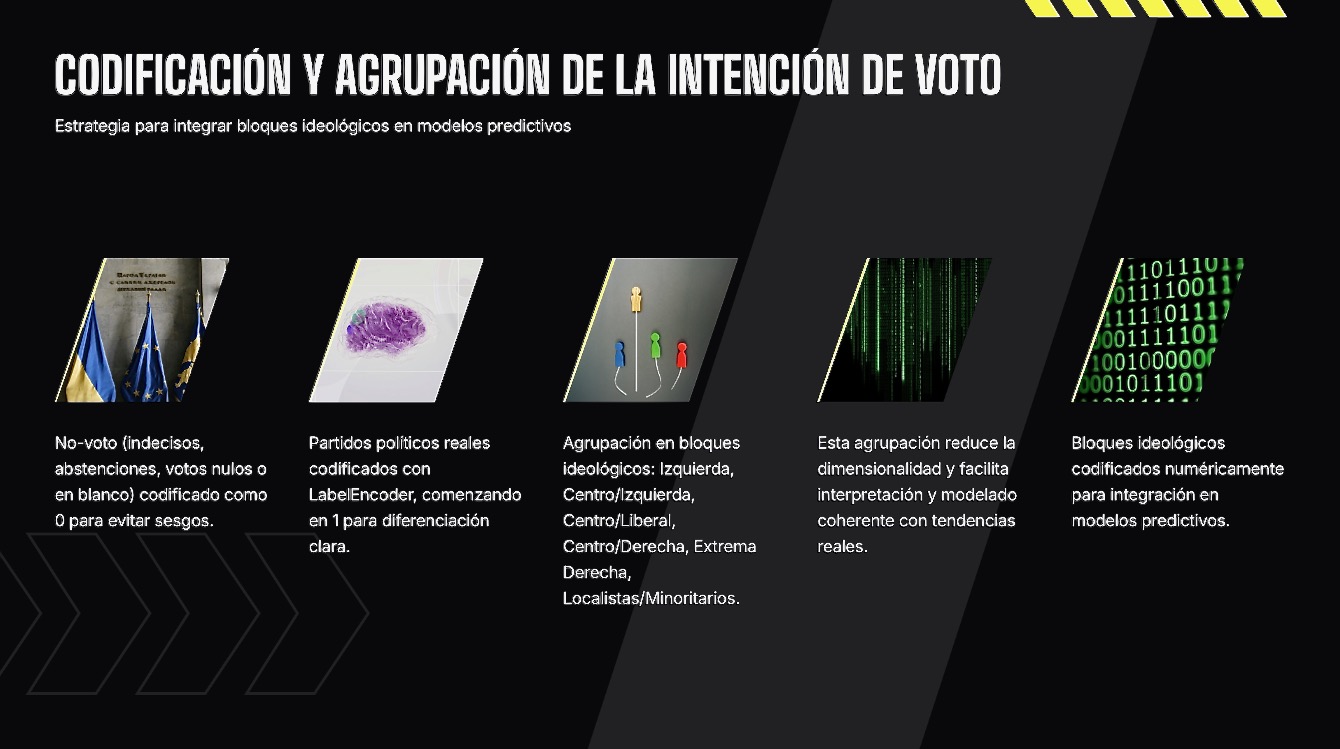 CODIFICACIÓN Y AGRUPACIÓN DE LA INTENCIÓN DE VOTO
Estrategia para integrar bloques ideológicos en modelos predictivos
No-voto (indecisos,
abstenciones, votos nulos o
en blanco) codificado como
0 para evitar sesgos.
Partidos políticos reales
codificados con
LabelEncoder, comenzando
en 1 para diferenciación
clara.
Agrupación en bloques
ideológicos: Izquierda,
Centro/Izquierda,
Centro/Liberal,
Centro/Derecha, Extrema
Derecha,
Localistas/Minoritarios.
Esta agrupación reduce la
dimensionalidad y facilita
interpretación y modelado
coherente con tendencias
reales.
Bloques ideológicos
codificados numéricamente
para integración en
modelos predictivos.